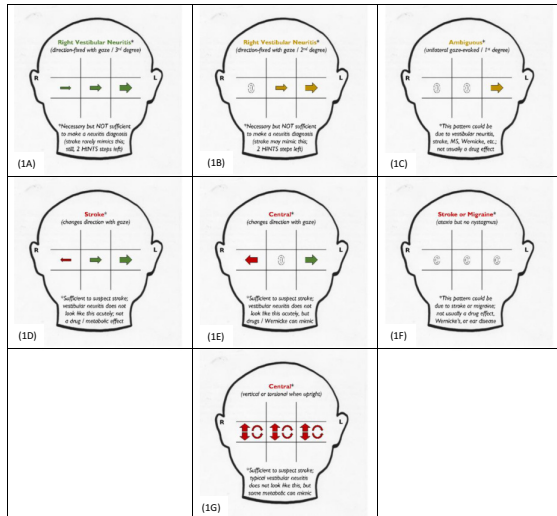 Right Vestibular Neuritis*
(direction-fixed with gaze / 3rd degree)
R
L
*Necessary but NOT sufficient
to make a neuritis diagnosis
(stroke rarely mimics this;
still, 2 HINTS steps left)
(1A)
Right Vestibular Neuritis*
(direction-fixed with gaze / 2nd degree)
R
L
0
*Necessary but NOT sufficient
to make a neuritis diagnosis
(stroke may mimic this;
2 HINTS steps left)
(1B)
Ambiguous*
(unilateral gaze-evoked / 1st degree)
R
L
0
0
*This pattern could be
due to vestibular neuritis,
stroke, MS, Wernicke, etc.;
not usually a drug effect
(1C)
Stroke*
(changes direction with gaze)
R
L
*Sufficient to suspect stroke;
vestibular neuritis does not
look like this acutely; not
a drug / metabolic effect
(1D)
Central*
(changes direction with gaze)
R
L
0
*Sufficient to suspect stroke;
vestibular neuritis does not
look like this acutely, but
drugs / Wernicke can mimic
(1E)
Stroke or Migraine*
(ataxia but no nystagmus)
R
L
*This pattern could be
due to stroke or migraine;
not usually a drug effect,
Wernicke's, or ear disease
(1F)
Central*
(vertical or torsional when upright)
R
L
*Sufficient to suspect stroke;
typical vestibular neuritis
does not look like this, but
some metabolic can mimic
(1G)